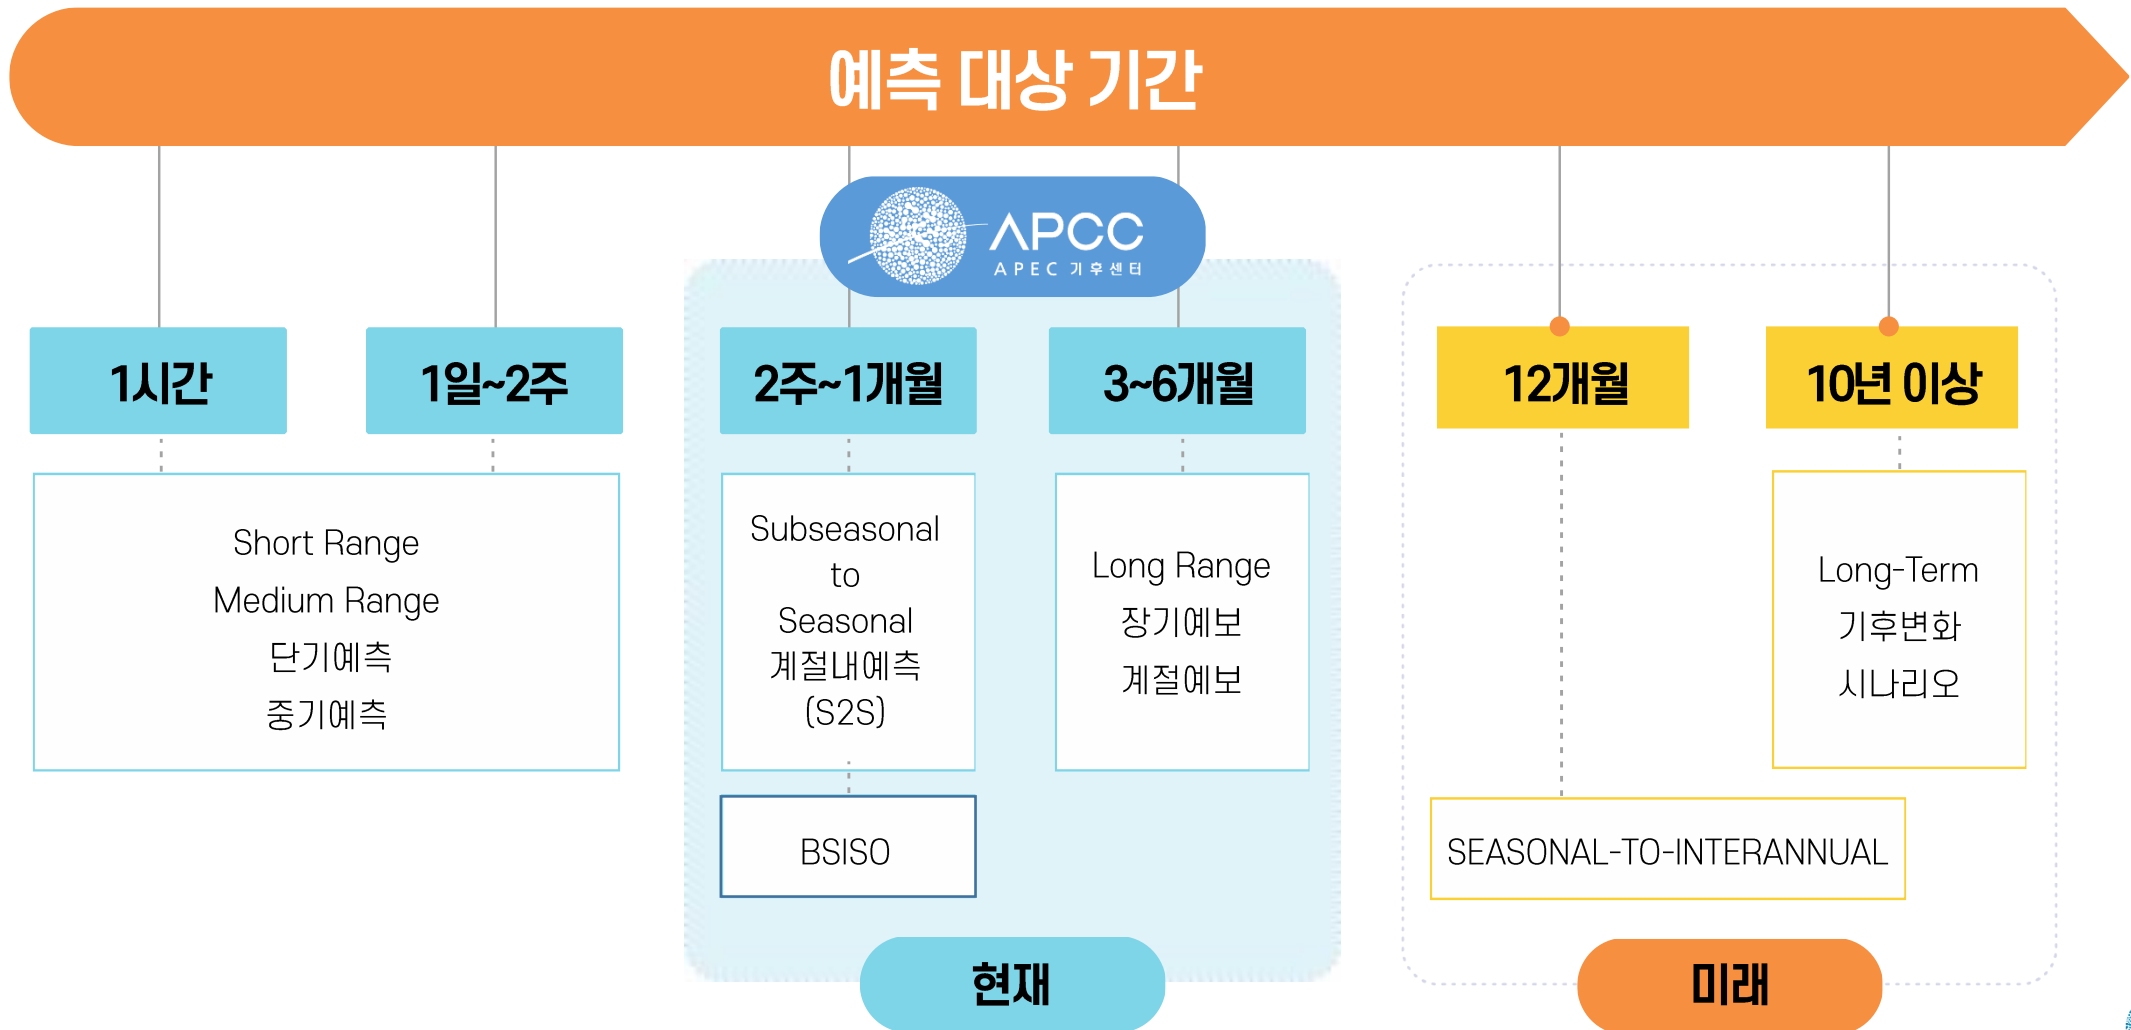 예측 대상 기간
APCC
APEC 기후센터
1시간
1일~2주
2주~1개월
3~6개월
12개월
10년 이상
Short Range
Medium Range
단기예측
중기예측
Subseasonal
to
Seasonal
계절내예측
(S2S)
Long Range
장기예보
계절예보
Long-Term
기후변화
시나리오
BSISO
SEASONAL-TO-INTERANNUAL
현재
미래